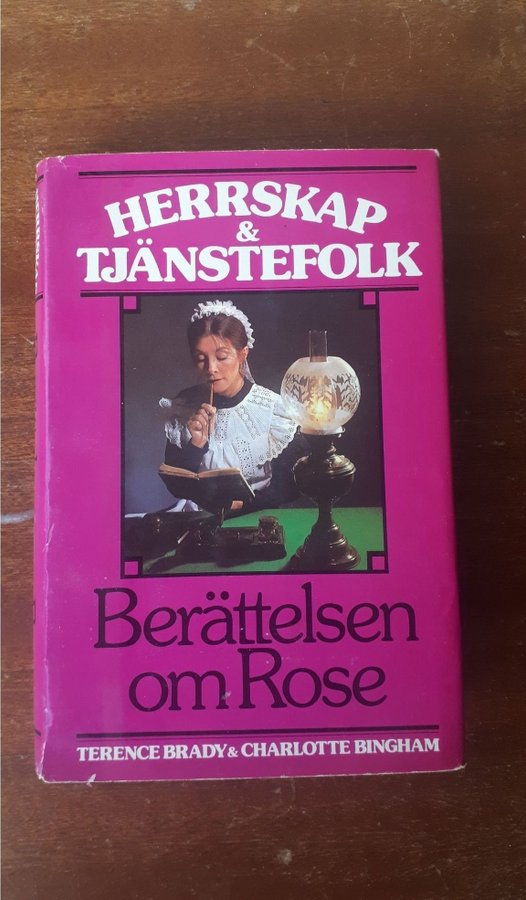 HERRSKAP
&
TJÄNSTEFOLK
Berättelsen
om Rose
TERENCE BRADY & CHARLOTTE BINGHAM